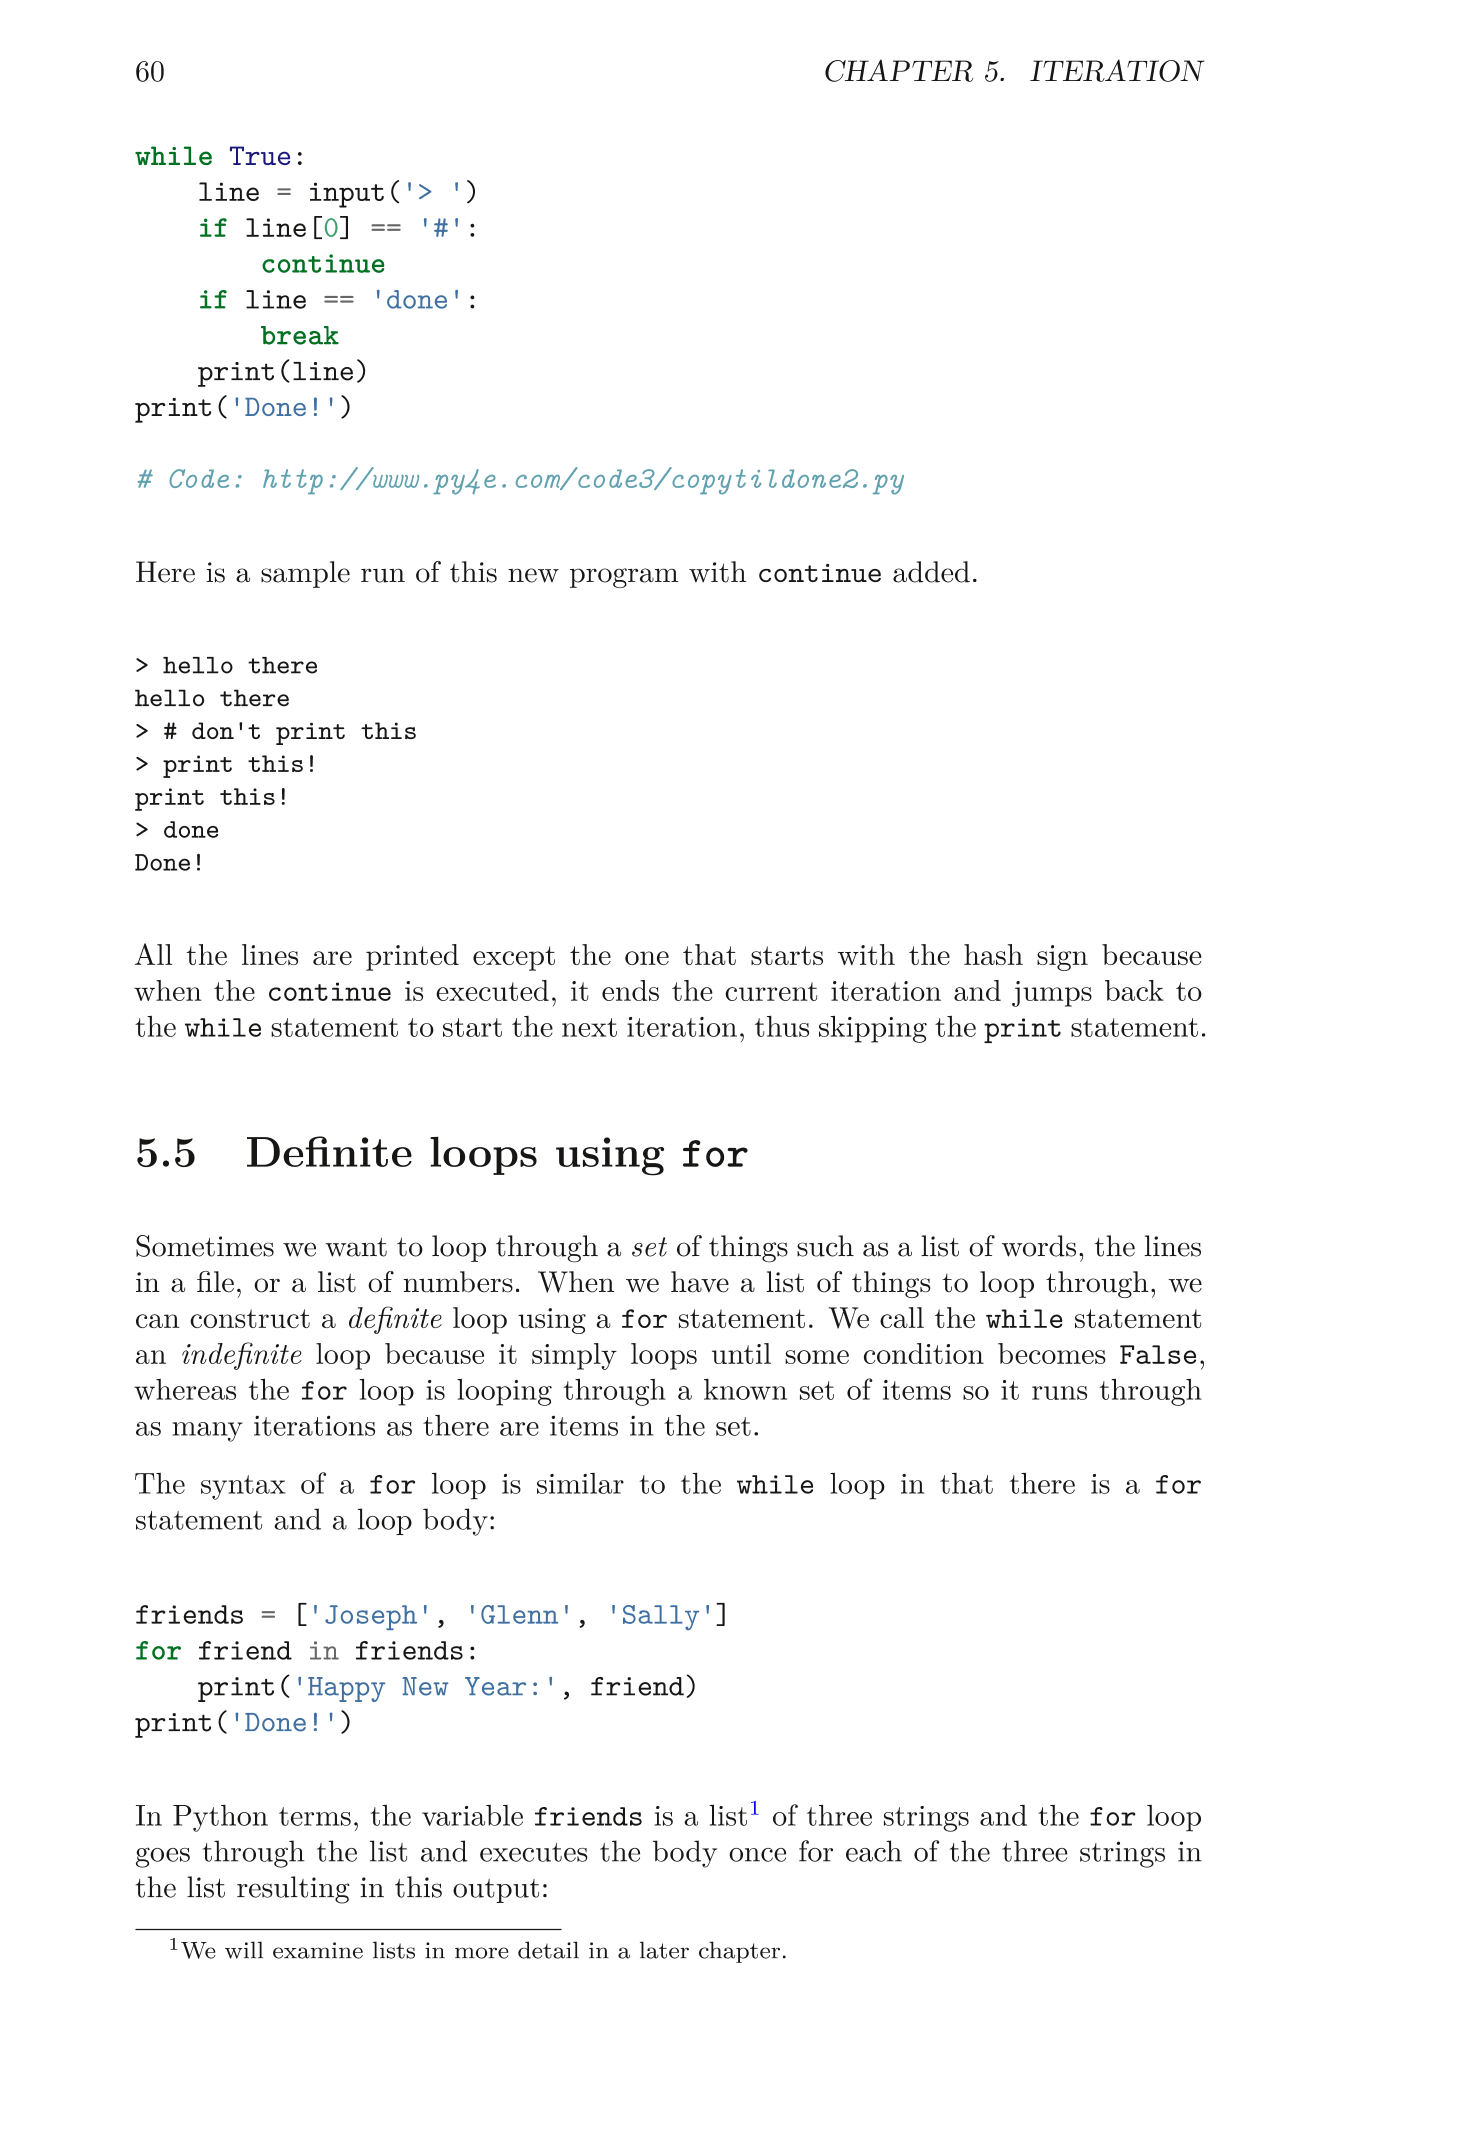 60 CHAPTER 5. ITERATION
while True:
    line = input('> ')
    if line[0] == '#':
        continue
    if line == 'done':
        break
    print(line)
print('Done!')
# Code: http://www.py4e.com/code3/copytildone2.py
Here is a sample run of this new program with continue added.
> hello there
hello there
> # don't print this
> print this!
print this!
> done
Done!
All the lines are printed except the one that starts with the hash sign because
when the continue is executed, it ends the current iteration and jumps back to
the while statement to start the next iteration, thus skipping the print statement.
5.5 Definite loops using for
Sometimes we want to loop through a set of things such as a list of words, the lines
in a file, or a list of numbers. When we have a list of things to loop through, we
can construct a definite loop using a for statement. We call the while statement
an indefinite loop because it simply loops until some condition becomes False,
whereas the for loop is looping through a known set of items so it runs through
as many iterations as there are items in the set.
The syntax of a for loop is similar to the while loop in that there is a for
statement and a loop body:
friends = ['Joseph', 'Glenn', 'Sally']
for friend in friends:
    print('Happy New Year:', friend)
print('Done!')
In Python terms, the variable friends is a list1 of three strings and the for loop
goes through the list and executes the body once for each of the three strings in
the list resulting in this output:
1We will examine lists in more detail in a later chapter.